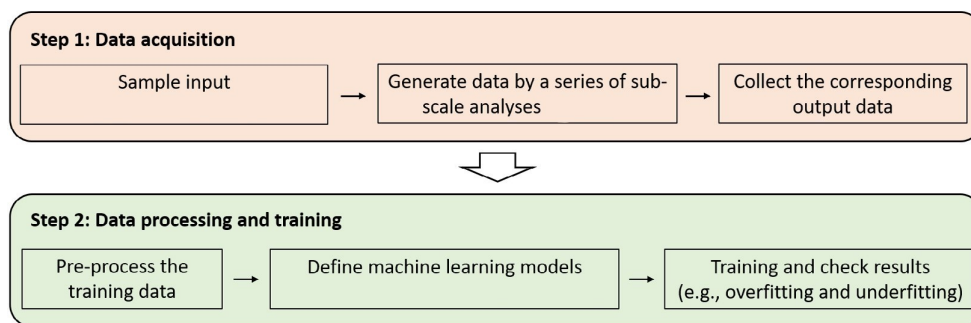 Step 1: Data acquisition
Sample input
Generate data by a series of sub-
scale analyses
Collect the corresponding
output data
Step 2: Data processing and training
Pre-process the
training data
Define machine learning models
Training and check results
(e.g., overfitting and underfitting)